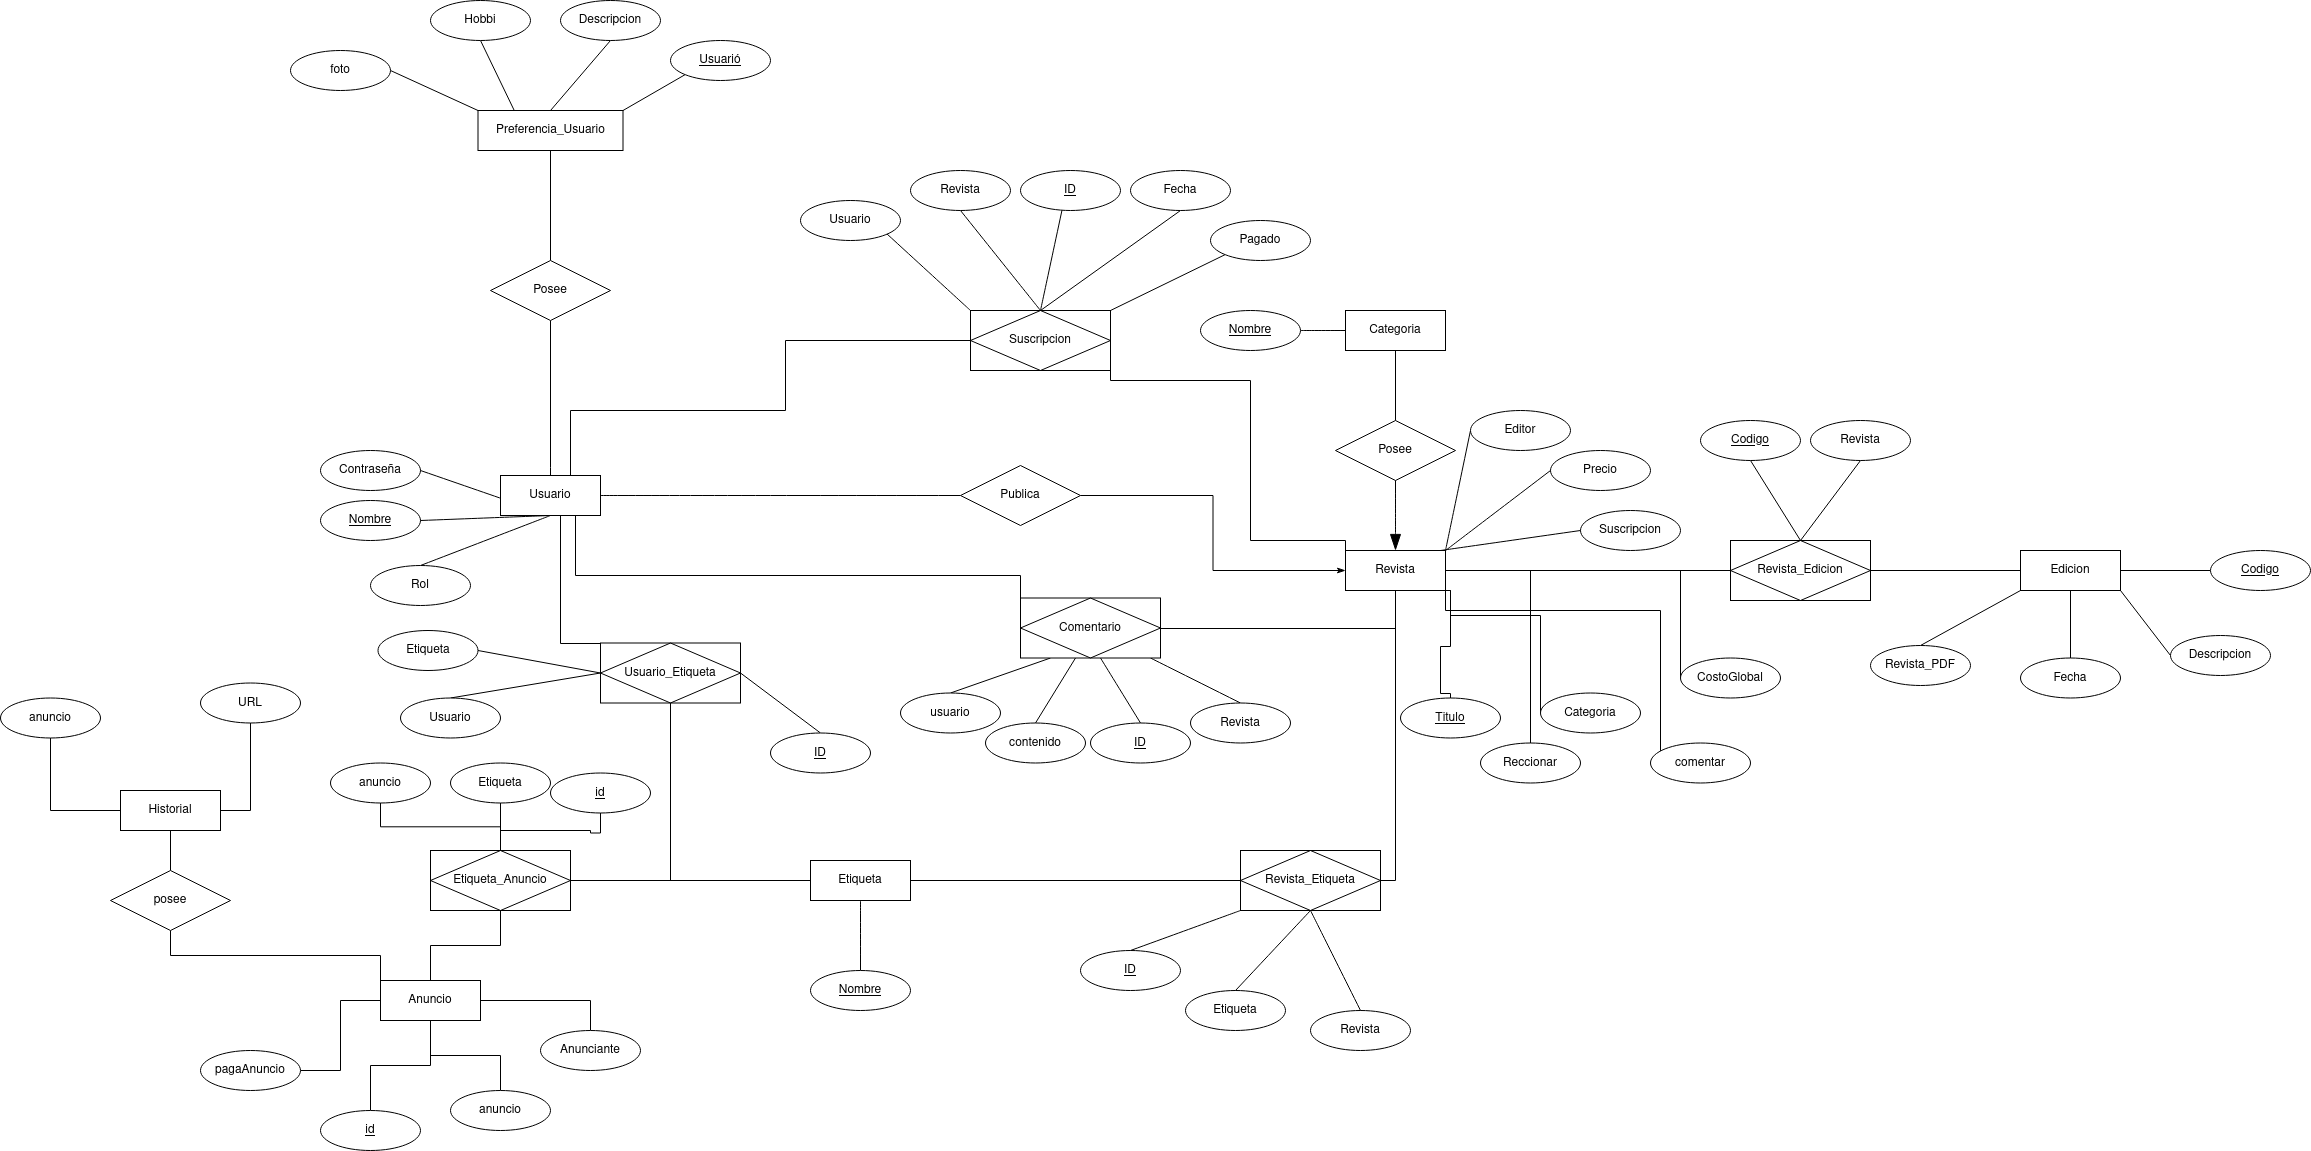 Hobbi
Descripcion
Usuarió
foto
Preferencia_Usuario
Posee
Usuario
Revista
ID
Fecha
Pagado
Suscripcion
Nombre
Categoria
Posee
Editor
Precio
Suscripcion
Codigo
Revista
Contraseña
Nombre
Rol
Usuario
Publica
Revista
Revista_Edicion
Edicion
Codigo
Revista_PDF
Fecha
Descripcion
Comentario
usuario
contenido
ID
Revista
Titulo
Reccionar
Categoria
comentar
CostoGlobal
Etiqueta
Usuario
Usuario_Etiqueta
ID
anuncio
URL
Historial
posee
anuncio
Etiqueta
id
Etiqueta_Anuncio
Etiqueta
Nombre
Revista_Etiqueta
ID
Etiqueta
Revista
Anuncio
pagaAnuncio
id
anuncio
Anunciante